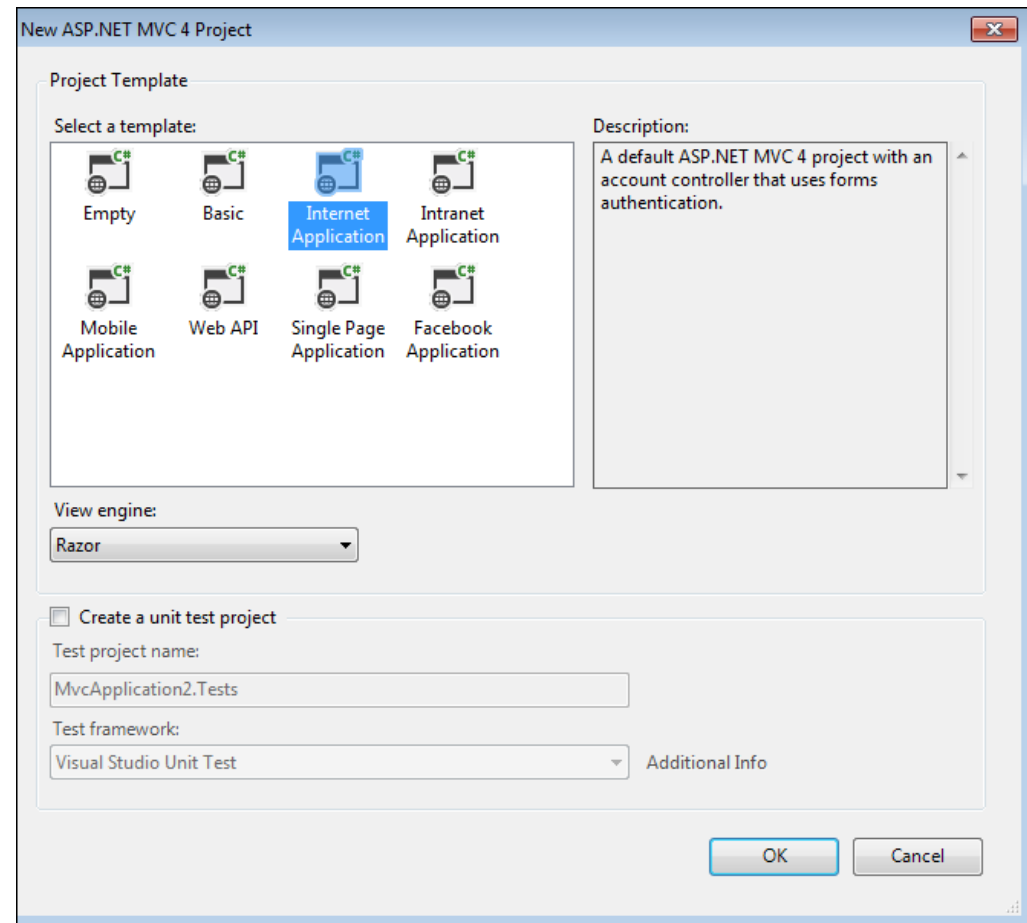 New ASP.NET MVC 4 Project
Project Template
Select a template:
Description:
C# C# C# C#
Empty Basic Internet Application Intranet Application
C# C# C# C#
Mobile Application Web API Single Page Application Facebook Application
A default ASP.NET MVC 4 project with an
account controller that uses forms
authentication.
View engine:
Razor
Create a unit test project
Test project name:
MvcApplication2.Tests
Test framework:
Visual Studio Unit Test
Additional Info
OK
Cancel